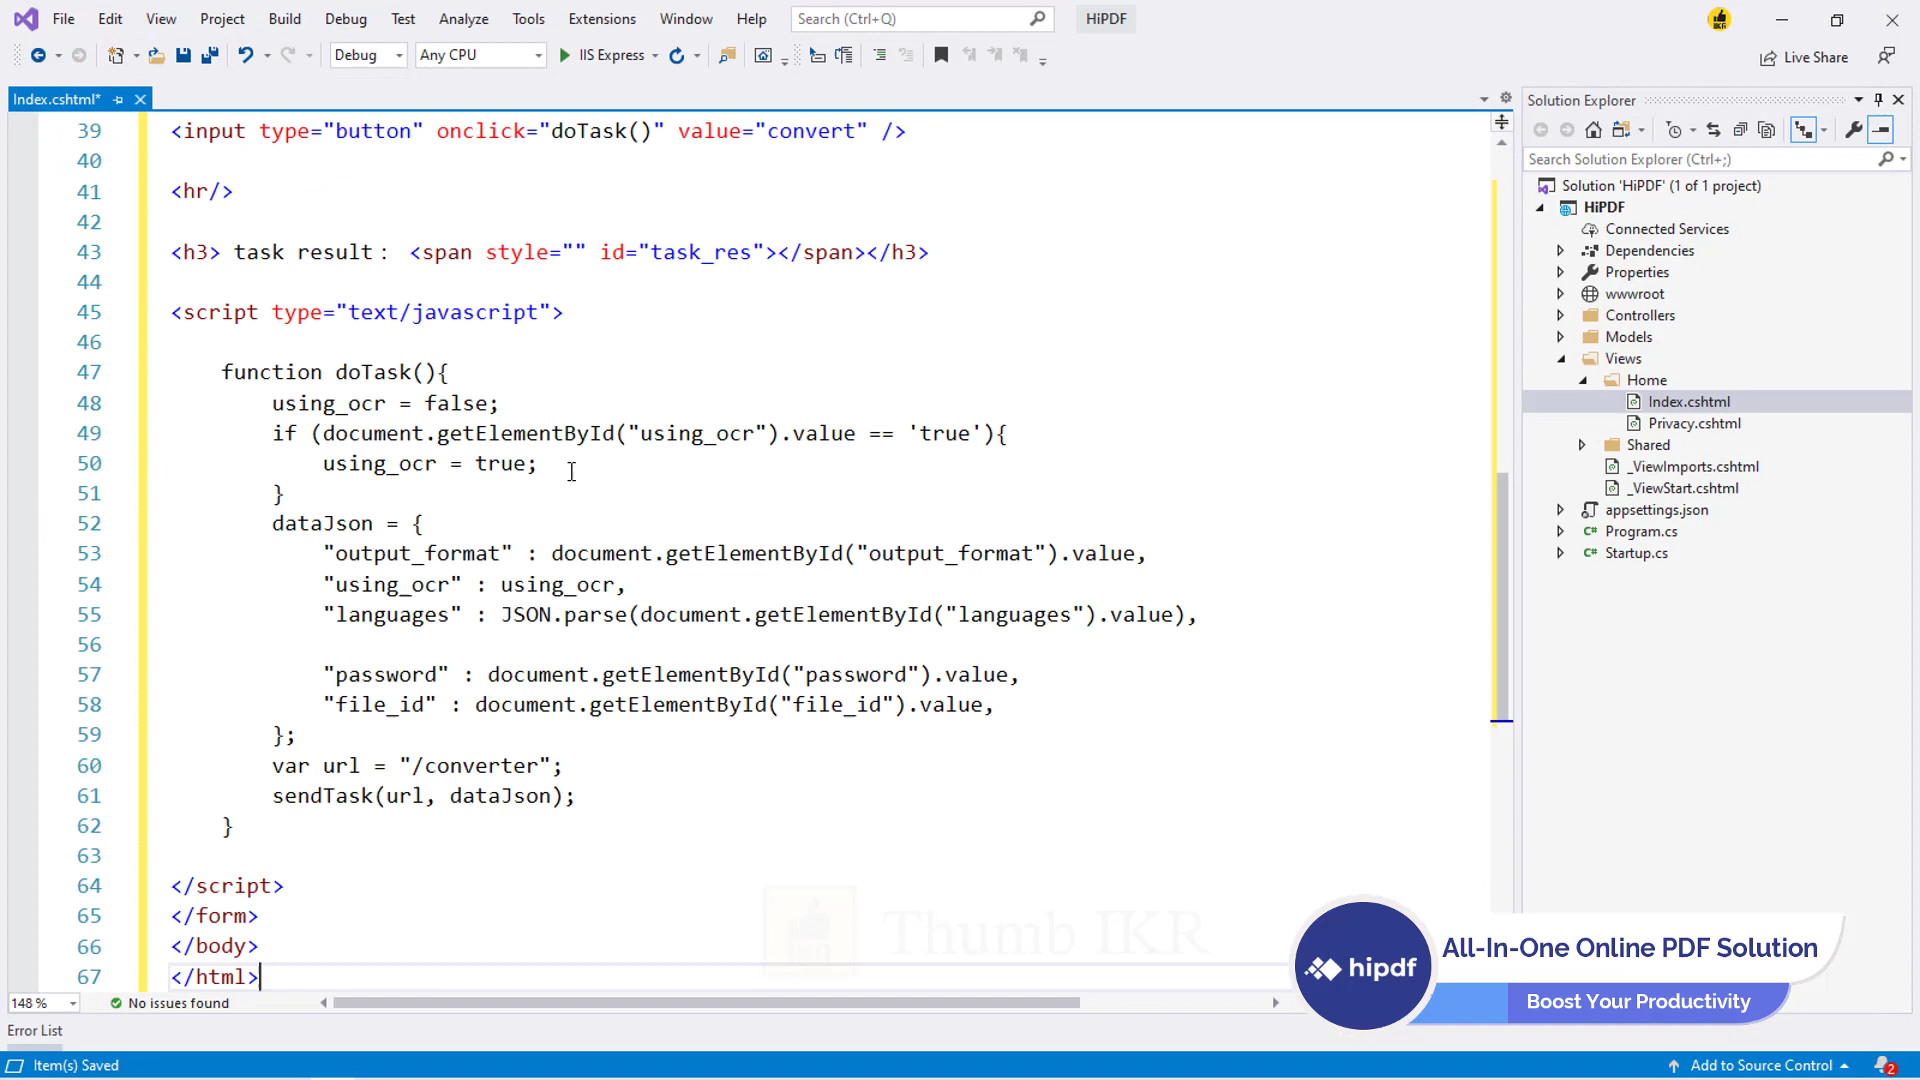 File Edit View Project Build Debug Test Analyze Tools Extensions Window Help Search (Ctrl+Q) HiPDF
Debug Any CPU IIS Express Live Share
Index.cshtml*
39 <input type="button" onclick="doTask()" value="convert" />
40
41 <hr/>
42
43 <h3> task result： <span style="" id="task_res"></span></h3>
44
45 <script type="text/javascript">
46
47 function doTask(){
48 using_ocr = false;
49 if (document.getElementById("using_ocr").value == 'true'){
50 using_ocr = true;
51 }
52 dataJson = {
53 "output_format" : document.getElementById("output_format").value,
54 "using_ocr" : using_ocr,
55 "languages" : JSON.parse(document.getElementById("languages").value),
56
57 "password" : document.getElementById("password").value,
58 "file_id" : document.getElementById("file_id").value,
59 };
60 var url = "/converter";
61 sendTask(url, dataJson);
62 }
63
64 </script>
65 </form>
66 </body>
67 </html>
148 % No issues found
Error List
Item(s) Saved
Add to Source Control 2
Solution Explorer
Search Solution Explorer (Ctrl+;)
Solution 'HiPDF' (1 of 1 project)
HiPDF
Connected Services
Dependencies
Properties
wwwroot
Controllers
Models
Views
Home
Index.cshtml
Privacy.cshtml
Shared
_ViewImports.cshtml
_ViewStart.cshtml
appsettings.json
C# Program.cs
C# Startup.cs
Thumb IKR
hipdf
All-In-One Online PDF Solution
Boost Your Productivity